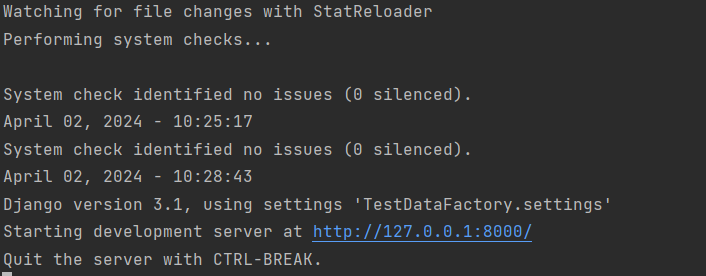 Watching for file changes with StatReloader
Performing system checks...
System check identified no issues (0 silenced).
April 02, 2024 - 10:25:17
System check identified no issues (0 silenced).
April 02, 2024 - 10:28:43
Django version 3.1, using settings 'TestDataFactory.settings'
Starting development server at http://127.0.0.1:8000/
Quit the server with CTRL-BREAK.